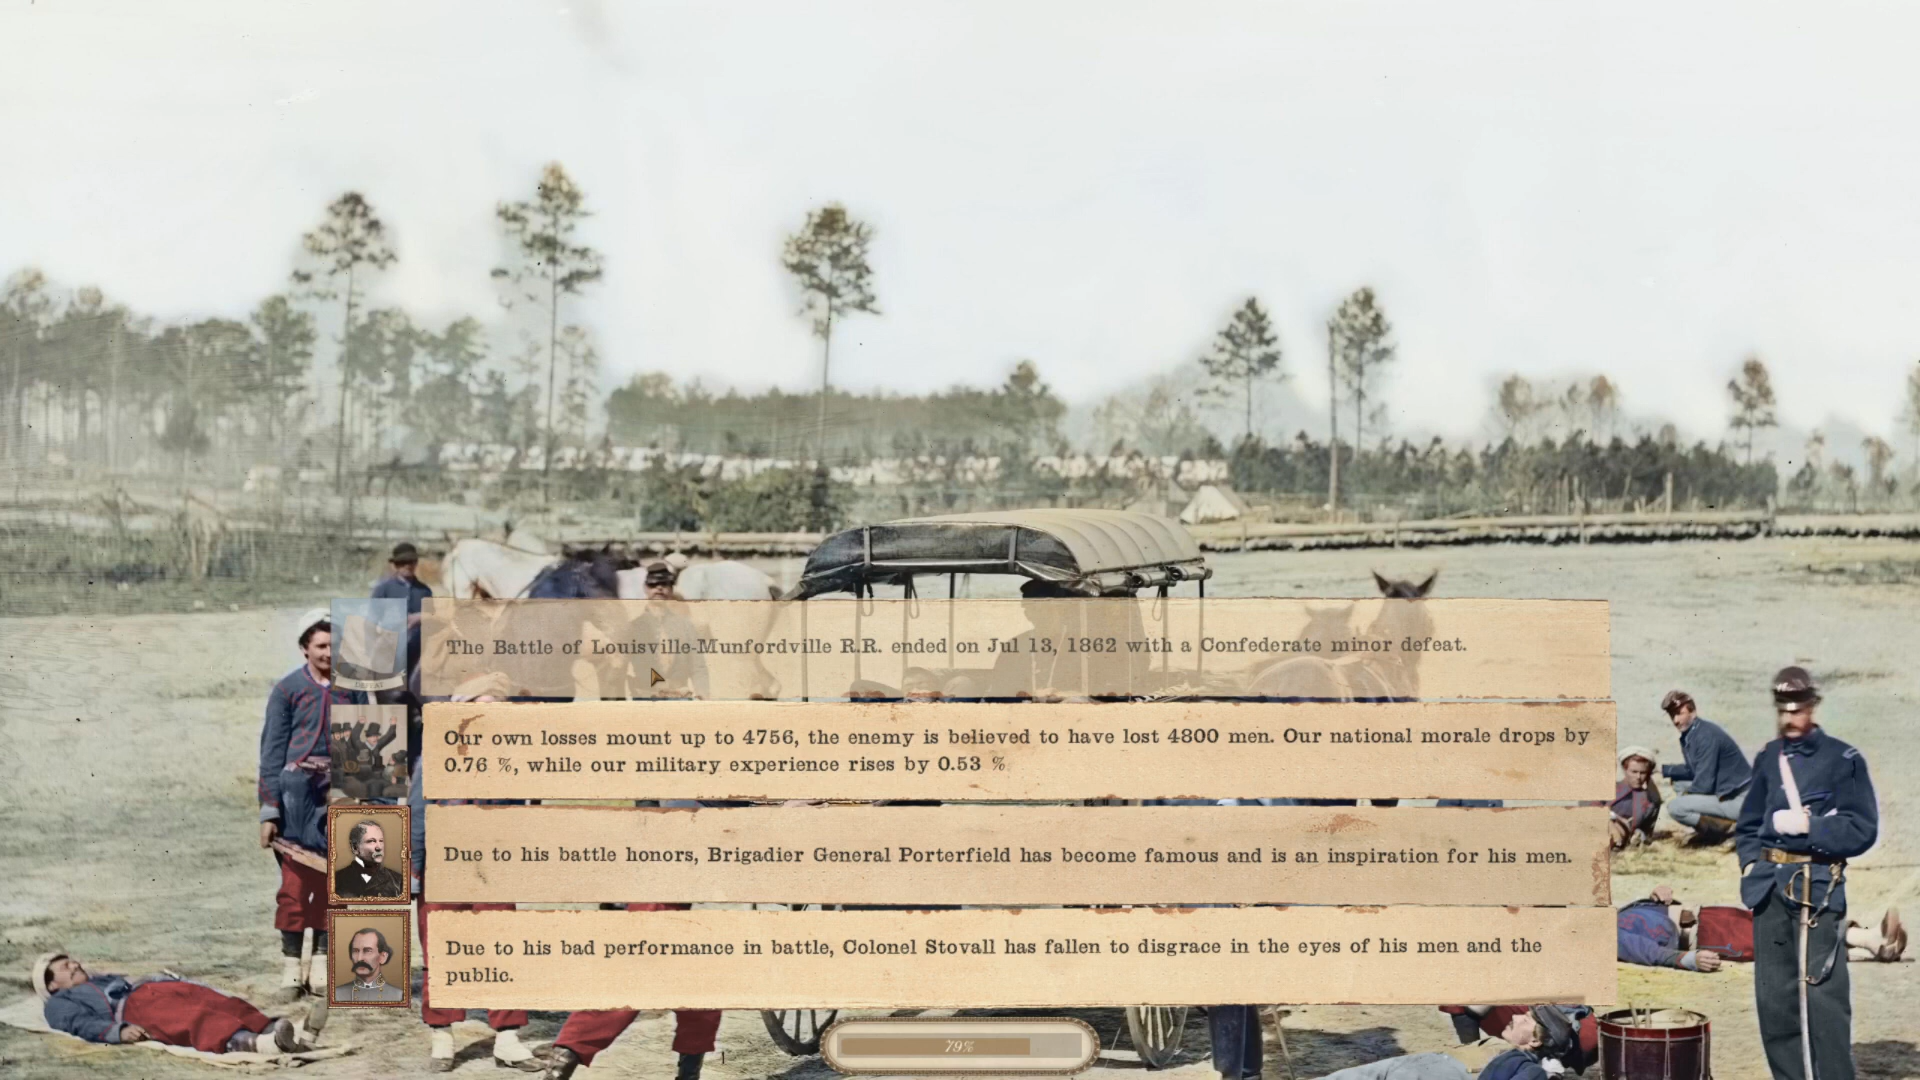 The Battle of Louisville-Munfordville R.R. ended on Jul 13, 1862 with a Confederate minor defeat.
DEFEAT
Our own losses mount up to 4756, the enemy is believed to have lost 4800 men. Our national morale drops by
0.76 %, while our military experience rises by 0.53 %
Due to his battle honors, Brigadier General Porterfield has become famous and is an inspiration for his men.
Due to his bad performance in battle, Colonel Stovall has fallen to disgrace in the eyes of his men and the
public.
79%